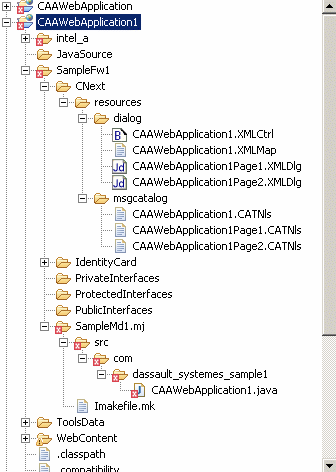 CAAWebApplication
CAAWebApplication1
intel_a
JavaSource
SampleFw1
CNext
resources
dialog
CAAWebApplication1.XMLCtrl
CAAWebApplication1.XMLMap
CAAWebApplication1Page1.XMLDlg
CAAWebApplication1Page2.XMLDlg
msgcatalog
CAAWebApplication1.CATNls
CAAWebApplication1Page1.CATNls
CAAWebApplication1Page2.CATNls
IdentityCard
PrivateInterfaces
ProtectedInterfaces
PublicInterfaces
SampleMd1.mj
src
com
dassault_systemes_sample1
CAAWebApplication1.java
Imakefile.mk
ToolsData
WebContent
.classpath
.compatibility